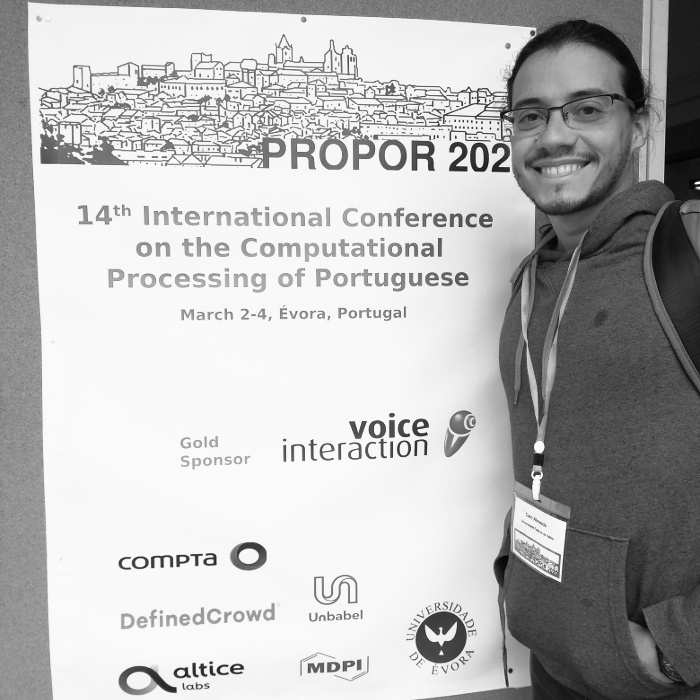 PROPOR 202
14th International Conference
on the Computational
Processing of Portuguese
March 2-4, Évora, Portugal
Gold
Sponsor
voice
interaction
COMPTA
DefinedCrowd
Unbabel
UNIVERSIDADE
DE ÉVORA
altice
labs
MDPI